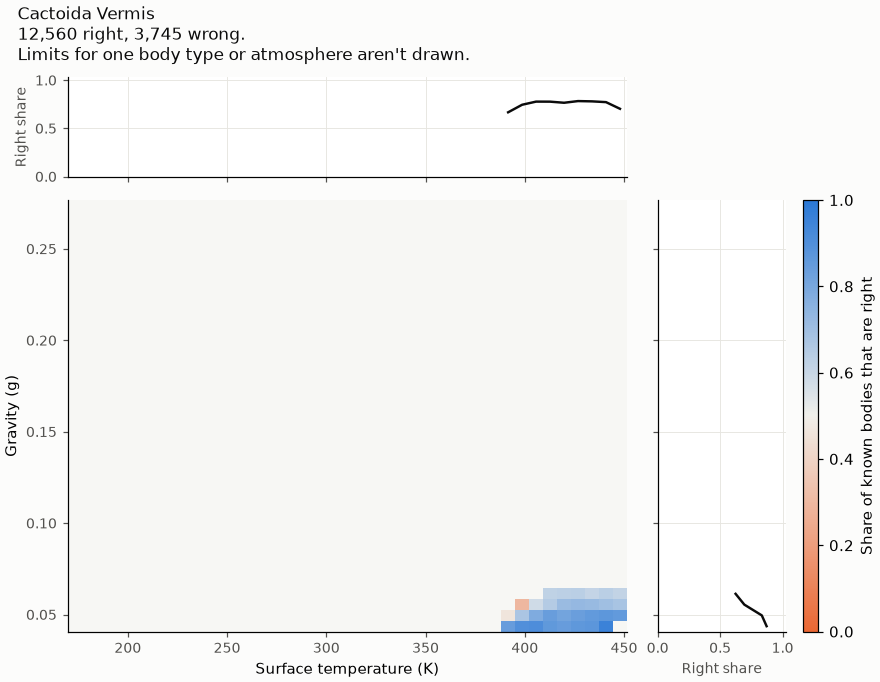 Cactoida Vermis
12,560 right, 3,745 wrong.
Limits for one body type or atmosphere aren't drawn.
Right share
1.0
0.5
0.0
Gravity (g)
0.25
0.20
0.15
0.10
0.05
200
250
300
350
400
450
Surface temperature (K)
0.0
0.5
1.0
Right share
1.0
0.8
0.6
0.4
0.2
0.0
Share of known bodies that are right